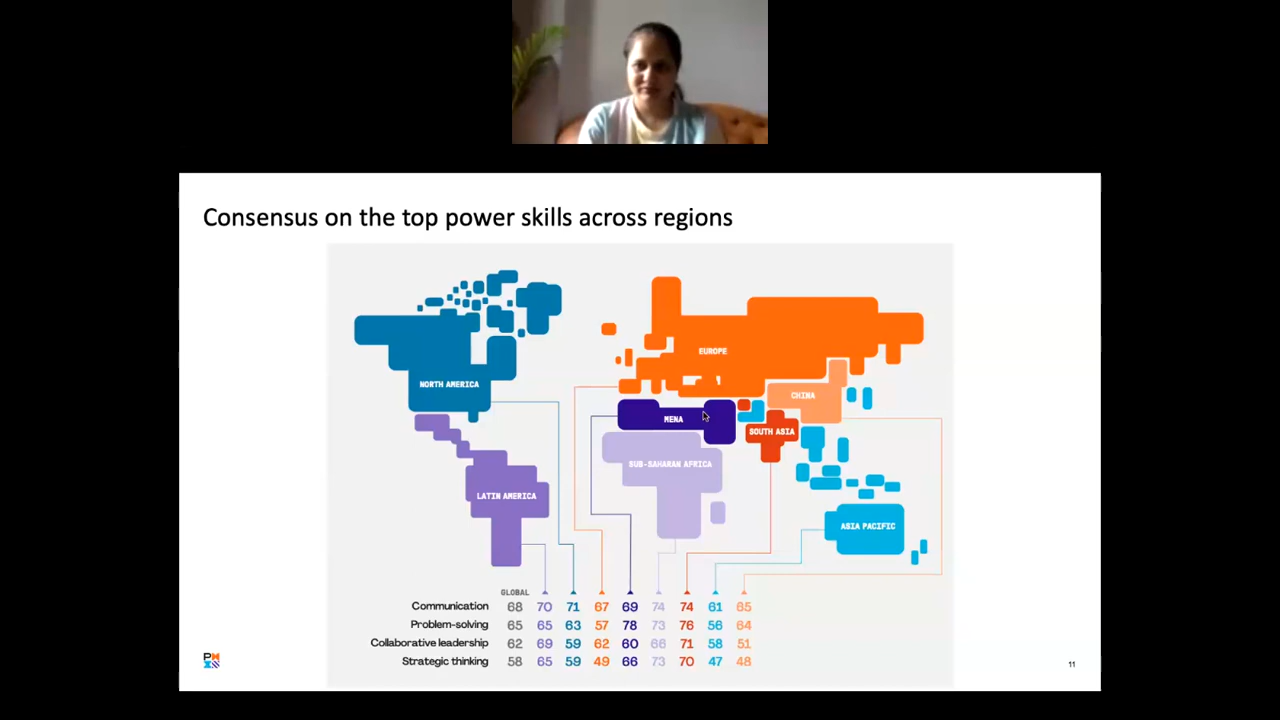 Consensus on the top power skills across regions
EUROPE
NORTH AMERICA
CHINA
MENA
SOUTH ASIA
SUB-SAHARAN AFRICA
LATIN AMERICA
ASIA PACIFIC
GLOBAL
Communication 68 70 71 67 69 74 74 61 65
Problem-solving 65 65 63 57 78 73 76 56 64
Collaborative leadership 62 69 59 62 60 66 71 58 51
Strategic thinking 58 65 59 49 66 73 70 47 48
11